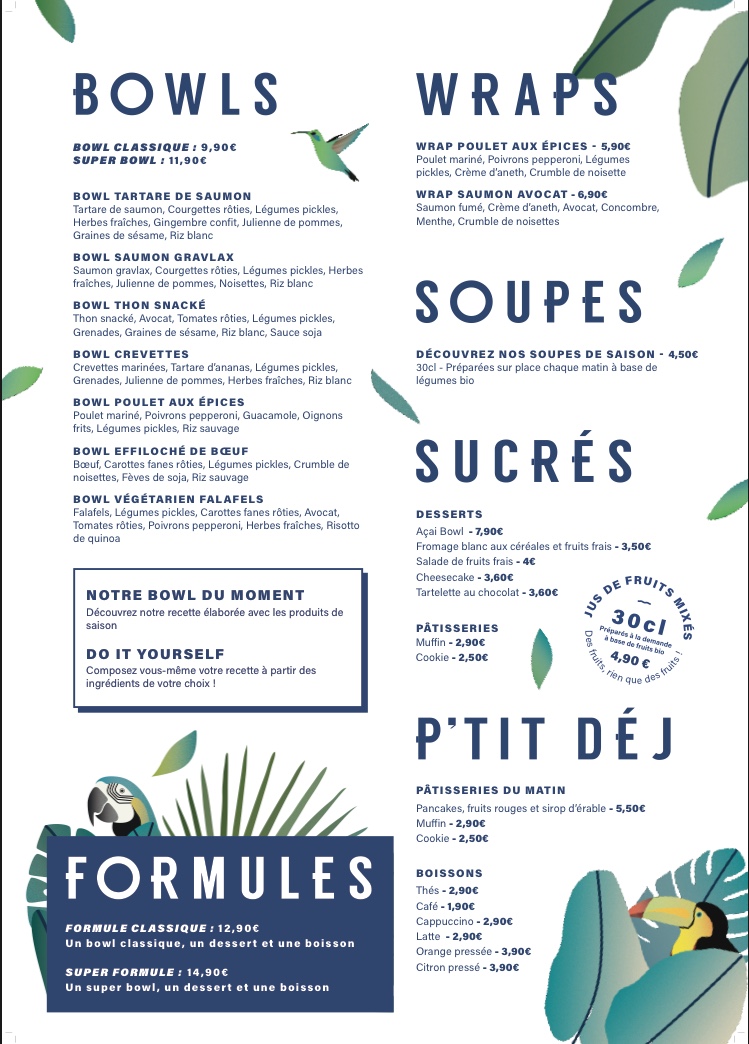 BOWLS
BOWL CLASSIQUE : 9,90€
SUPER BOWL : 11,90€
BOWL TARTARE DE SAUMON
Tartare de saumon, Courgettes rôties, Légumes pickles,
Herbes fraîches, Gingembre confit, Julienne de pommes,
Graines de sésame, Riz blanc
BOWL SAUMON GRAVLAX
Saumon gravlax, Courgettes rôties, Légumes pickles, Herbes
fraîches, Julienne de pommes, Noisettes, Riz blanc
BOWL THON SNACKÉ
Thon snacké, Avocat, Tomates rôties, Légumes pickles,
Grenades, Graines de sésame, Riz blanc, Sauce soja
BOWL CREVETTES
Crevettes marinées, Tartare d'ananas, Légumes pickles,
Grenades, Julienne de pommes, Herbes fraîches, Riz blanc
BOWL POULET AUX ÉPICES
Poulet mariné, Poivrons pepperoni, Guacamole, Oignons
frits, Légumes pickles, Riz sauvage
BOWL EFFILOCHÉ DE BŒUF
Bœuf, Carottes fanes rôties, Légumes pickles, Crumble de
noisettes, Fèves de soja, Riz sauvage
BOWL VÉGÉTARIEN FALAFELS
Falafels, Légumes pickles, Carottes fanes rôties, Avocat,
Tomates rôties, Poivrons pepperoni, Herbes fraîches, Risotto
de quinoa
NOTRE BOWL DU MOMENT
Découvrez notre recette élaborée avec les produits de
saison
DO IT YOURSELF
Composez vous-même votre recette à partir des
ingrédients de votre choix !
FORMULES
FORMULE CLASSIQUE : 12,90€
Un bowl classique, un dessert et une boisson
SUPER FORMULE : 14,90€
Un super bowl, un dessert et une boisson
WRAPS
WRAP POULET AUX ÉPICES - 5,90€
Poulet mariné, Poivrons pepperoni, Légumes
pickles, Crème d'aneth, Crumble de noisette
WRAP SAUMON AVOCAT - 6,90€
Saumon fumé, Crème d'aneth, Avocat, Concombre,
Menthe, Crumble de noisettes
SOUPES
DÉCOUVREZ NOS SOUPES DE SAISON - 4,50€
30cl - Préparées sur place chaque matin à base de
légumes bio
SUCRÉS
DESSERTS
Açai Bowl - 7,90€
Fromage blanc aux céréales et fruits frais - 3,50€
Salade de fruits frais - 4€
Cheesecake - 3,60€
Tartelette au chocolat - 3,60€
PÂTISSERIES
Muffin - 2,90€
Cookie - 2,50€
JUS DE FRUITS MIXÉS
30cl
Préparés à la demande
à base de fruits bio
4,90 €
Des fruits, rien que des fruits !
P'TIT DÉJ
PÂTISSERIES DU MATIN
Pancakes, fruits rouges et sirop d'érable - 5,50€
Muffin - 2,90€
Cookie - 2,50€
BOISSONS
Thés - 2,90€
Café - 1,90€
Cappuccino - 2,90€
Latte - 2,90€
Orange pressée - 3,90€
Citron pressé - 3,90€